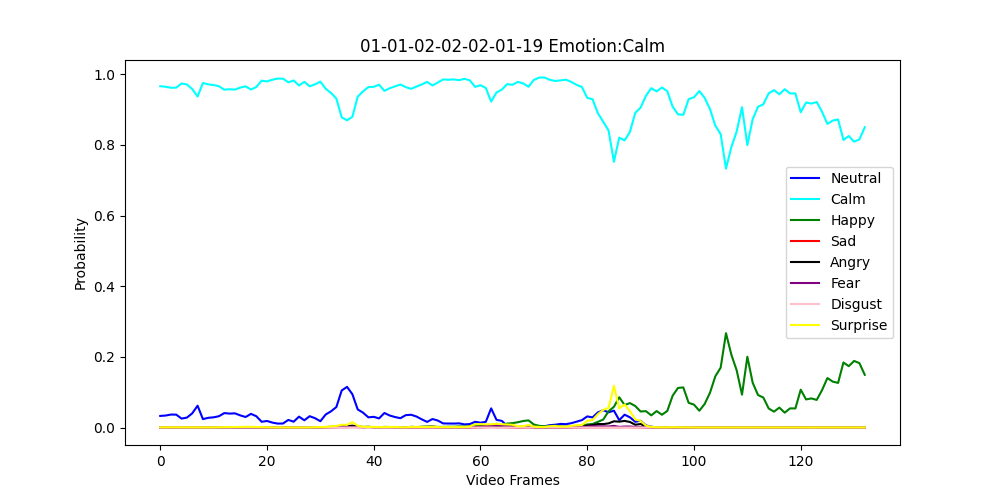 01-01-02-02-02-01-19 Emotion:Calm
1.0
0.8
0.6
0.4
0.2
0.0
Probability
0 20 40 60 80 100 120
Video Frames
Neutral
Calm
Happy
Sad
Angry
Fear
Disgust
Surprise